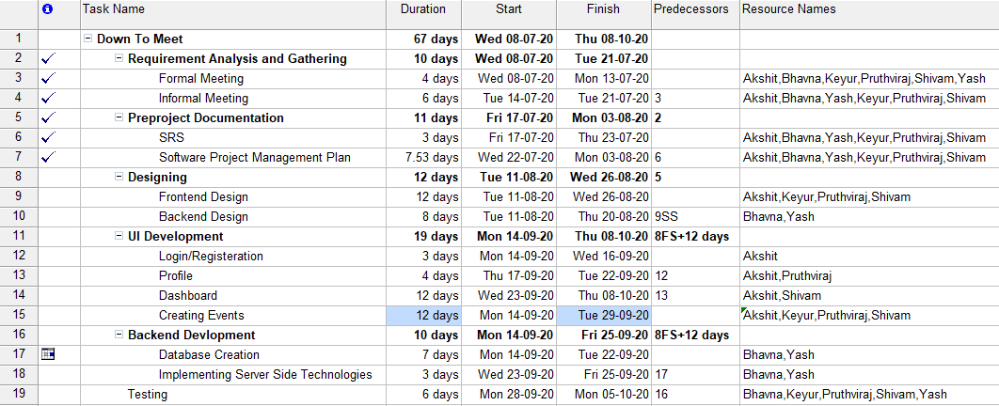 Task Name Duration Start Finish Predecessors Resource Names
1 Down To Meet 67 days Wed 08-07-20 Thu 08-10-20
2 Requirement Analysis and Gathering 10 days Wed 08-07-20 Tue 21-07-20
3 Formal Meeting 4 days Wed 08-07-20 Mon 13-07-20 Akshit,Bhavna,Keyur,Pruthviraj,Shivam,Yash
4 Informal Meeting 6 days Tue 14-07-20 Tue 21-07-20 3 Akshit,Bhavna,Yash,Keyur,Pruthviraj,Shivam
5 Preproject Documentation 11 days Fri 17-07-20 Mon 03-08-20 2
6 SRS 3 days Fri 17-07-20 Thu 23-07-20 Akshit,Bhavna,Yash,Keyur,Pruthviraj,Shivam
7 Software Project Management Plan 7.53 days Wed 22-07-20 Mon 03-08-20 6 Akshit,Bhavna,Yash,Keyur,Pruthviraj,Shivam
8 Designing 12 days Tue 11-08-20 Wed 26-08-20 5
9 Frontend Design 12 days Tue 11-08-20 Wed 26-08-20 Akshit,Keyur,Pruthviraj,Shivam
10 Backend Design 8 days Tue 11-08-20 Thu 20-08-20 9SS Bhavna,Yash
11 UI Development 19 days Mon 14-09-20 Thu 08-10-20 8FS+12 days
12 Login/Registeration 3 days Mon 14-09-20 Wed 16-09-20 Akshit
13 Profile 4 days Thu 17-09-20 Tue 22-09-20 12 Akshit,Pruthviraj
14 Dashboard 12 days Wed 23-09-20 Thu 08-10-20 13 Akshit,Shivam
15 Creating Events 12 days Mon 14-09-20 Tue 29-09-20 Akshit,Keyur,Pruthviraj,Shivam
16 Backend Devlopment 10 days Mon 14-09-20 Fri 25-09-20 8FS+12 days
17 Database Creation 7 days Mon 14-09-20 Tue 22-09-20 Bhavna,Yash
18 Implementing Server Side Technologies 3 days Wed 23-09-20 Fri 25-09-20 17 Bhavna,Yash
19 Testing 6 days Mon 28-09-20 Mon 05-10-20 16 Bhavna,Keyur,Pruthviraj,Shivam,Yash